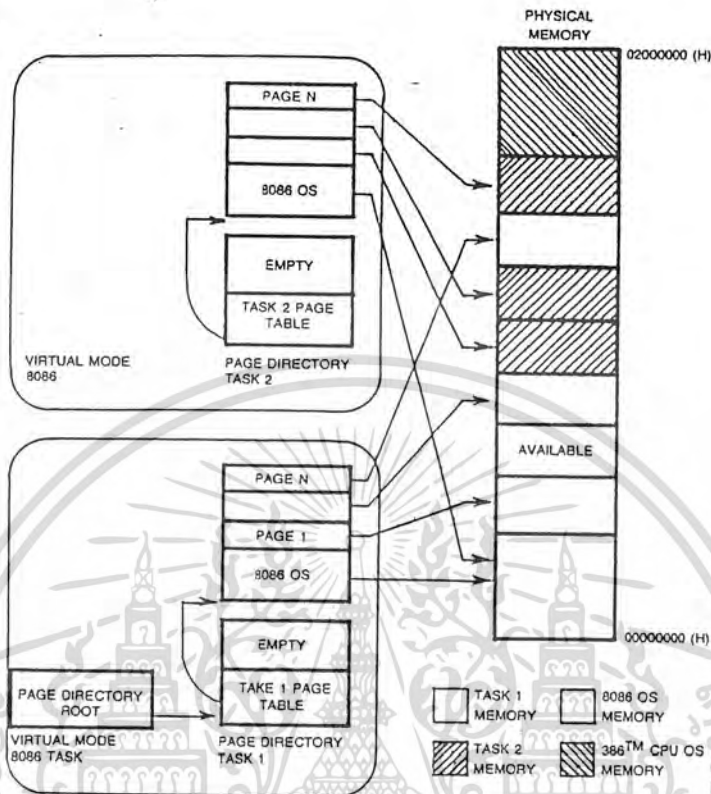 PHYSICAL
MEMORY
02000000 (H)
PAGE N
8086 OS
EMPTY
TASK 2 PAGE
TABLE
VIRTUAL MODE
8086
PAGE DIRECTORY
TASK 2
AVAILABLE
PAGE N
PAGE 1
8086 OS
EMPTY
TAKE 1 PAGE
TABLE
PAGE DIRECTORY
ROOT
VIRTUAL MODE
8086 TASK
PAGE DIRECTORY
TASK 1
00000000 (H)
TASK 1
MEMORY
8086 OS
MEMORY
TASK 2
MEMORY
386™ CPU OS
MEMORY